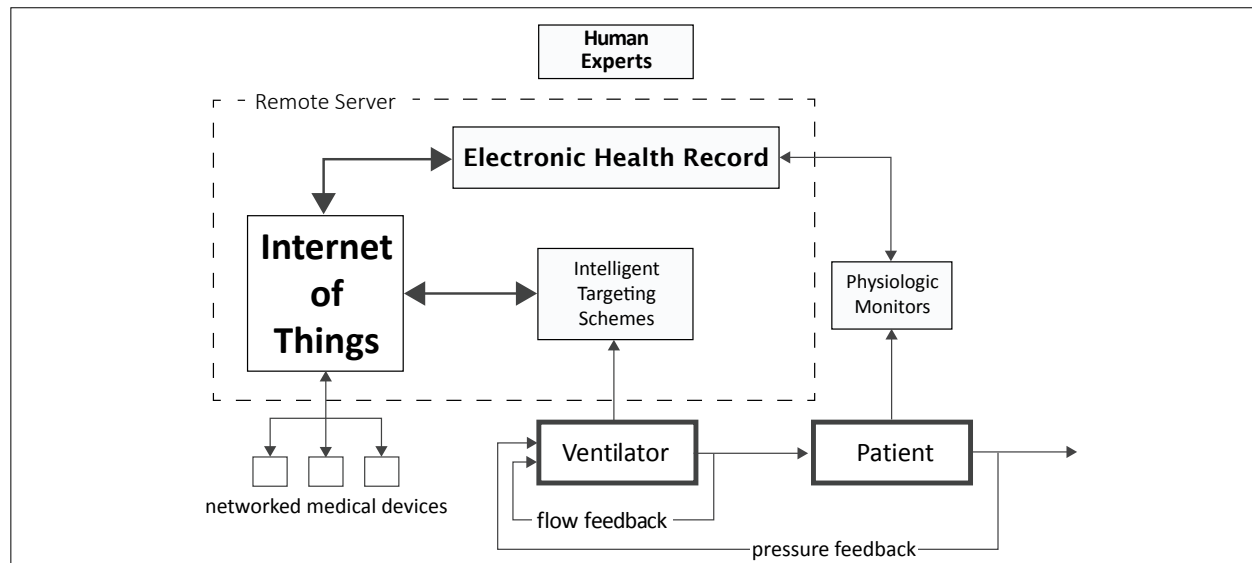 Human
Experts
Remote Server
Electronic Health Record
Internet
of
Things
Intelligent
Targeting
Schemes
Physiologic
Monitors
Ventilator
Patient
networked medical devices
flow feedback
pressure feedback